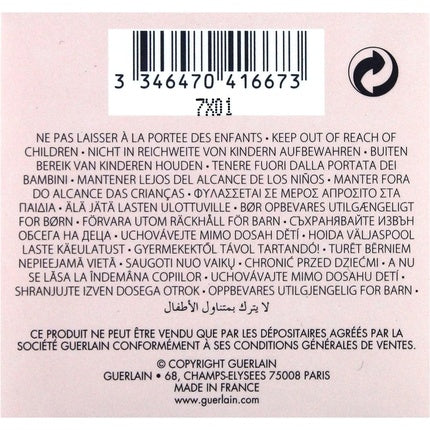 3 346470 416673
7X01
NE PAS LAISSER À LA PORTEE DES ENFANTS • KEEP OUT OF REACH OF
CHILDREN • NICHT IN REICHWEITE VON KINDERN AUFBEWAHREN • BUITEN
BEREIK VAN KINDEREN HOUDEN • TENERE FUORI DALLA PORTATA DEI
BAMBINI • MANTENER LEJOS DEL ALCANCE DE LOS NIÑOS • MANTER FORA
DO ALCANCE DAS CRIANÇAS • ΦΥΛΑΣΣΕΤΑΙ ΣΕ ΜΕΡΟΣ ΑΠΡΟΣΙΤΟ ΣΤΑ
ΠΑΙΔΙΑ • ÄLÄ JÄTÄ LASTEN ULOTTUVILLE • BØR OPBEVARES UTILGÆNGELIGT
FOR BØRN • FÖRVARA UTOM RÄCKHÅLL FÖR BARN • СЪХРАНЯВАЙТЕ ИЗВЪН
ОБСЕГА НА ДЕЦА • UCHOVÁVEJTE MIMO DOSAH DĚTÍ • HOIDA VÄLJASPOOL
LASTE KÄEULATUST • GYERMEKEKTŐL TÁVOL TARTANDÓ! • TURĒT BĒRNIEM
NEPIEEJAMĀ VIETĀ • SAUGOTI NUO VAIKŲ • CHRONIĆ PRZED DZIEĆMI • A NU
SE LĂSA LA ÎNDEMÂNA COPIILOR • UCHOVÁVAJTE MIMO DOSAHU DETÍ •
SHRANJUJTE IZVEN DOSEGA OTROK • OPPBEVARES UTILGJENGELIG FOR BARN •
لا يترك بمتناول الأطفال
CE PRODUIT NE PEUT ÊTRE VENDU QUE PAR LES DÉPOSITAIRES AGRÉÉS PAR LA
SOCIÉTÉ GUERLAIN CONFORMÉMENT À SES CONDITIONS GÉNÉRALES DE VENTES.
© COPYRIGHT GUERLAIN
GUERLAIN • 68, CHAMPS-ELYSEES 75008 PARIS
MADE IN FRANCE
www.guerlain.com